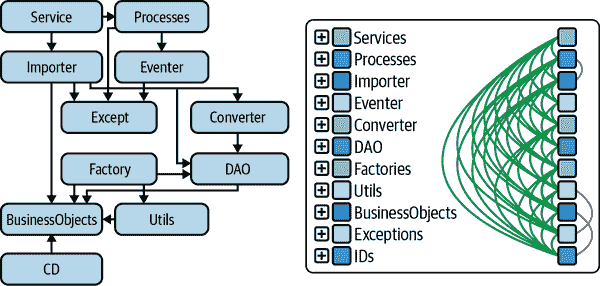 Service
Processes
Importer
Eventer
Except
Converter
Factory
DAO
BusinessObjects
Utils
CD
Services
Processes
Importer
Eventer
Converter
DAO
Factories
Utils
BusinessObjects
Exceptions
IDs